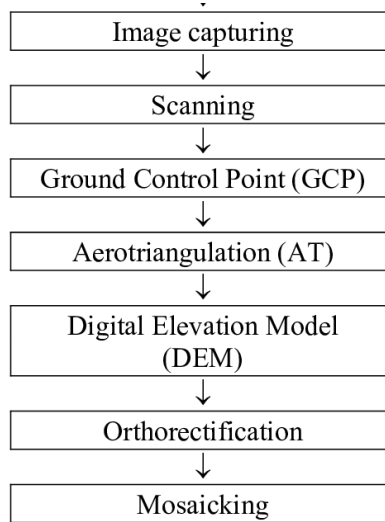 Image capturing
Scanning
Ground Control Point (GCP)
Aerotriangulation (AT)
Digital Elevation Model
(DEM)
Orthorectification
Mosaicking